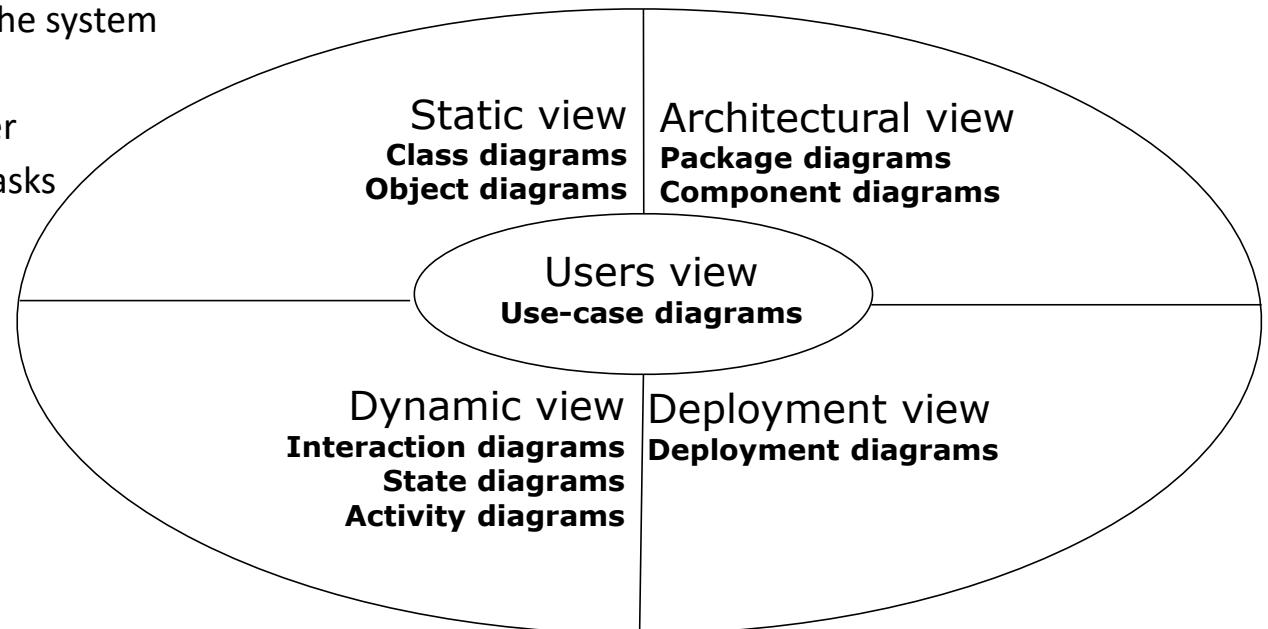 he system
er
asks
Static view
Class diagrams
Object diagrams
Architectural view
Package diagrams
Component diagrams
Users view
Use-case diagrams
Dynamic view
Interaction diagrams
State diagrams
Activity diagrams
Deployment view
Deployment diagrams